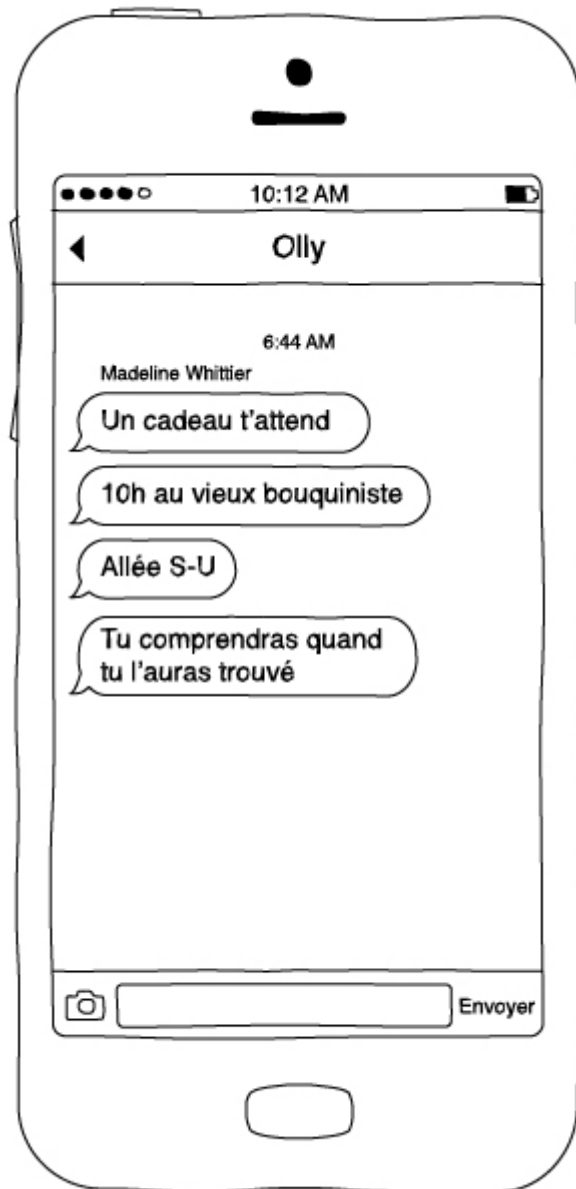 10:12 AM
Olly
6:44 AM
Madeline Whittier
Un cadeau t'attend
10h au vieux bouquiniste
Allée S-U
Tu comprendras quand
tu l'auras trouvé
Envoyer